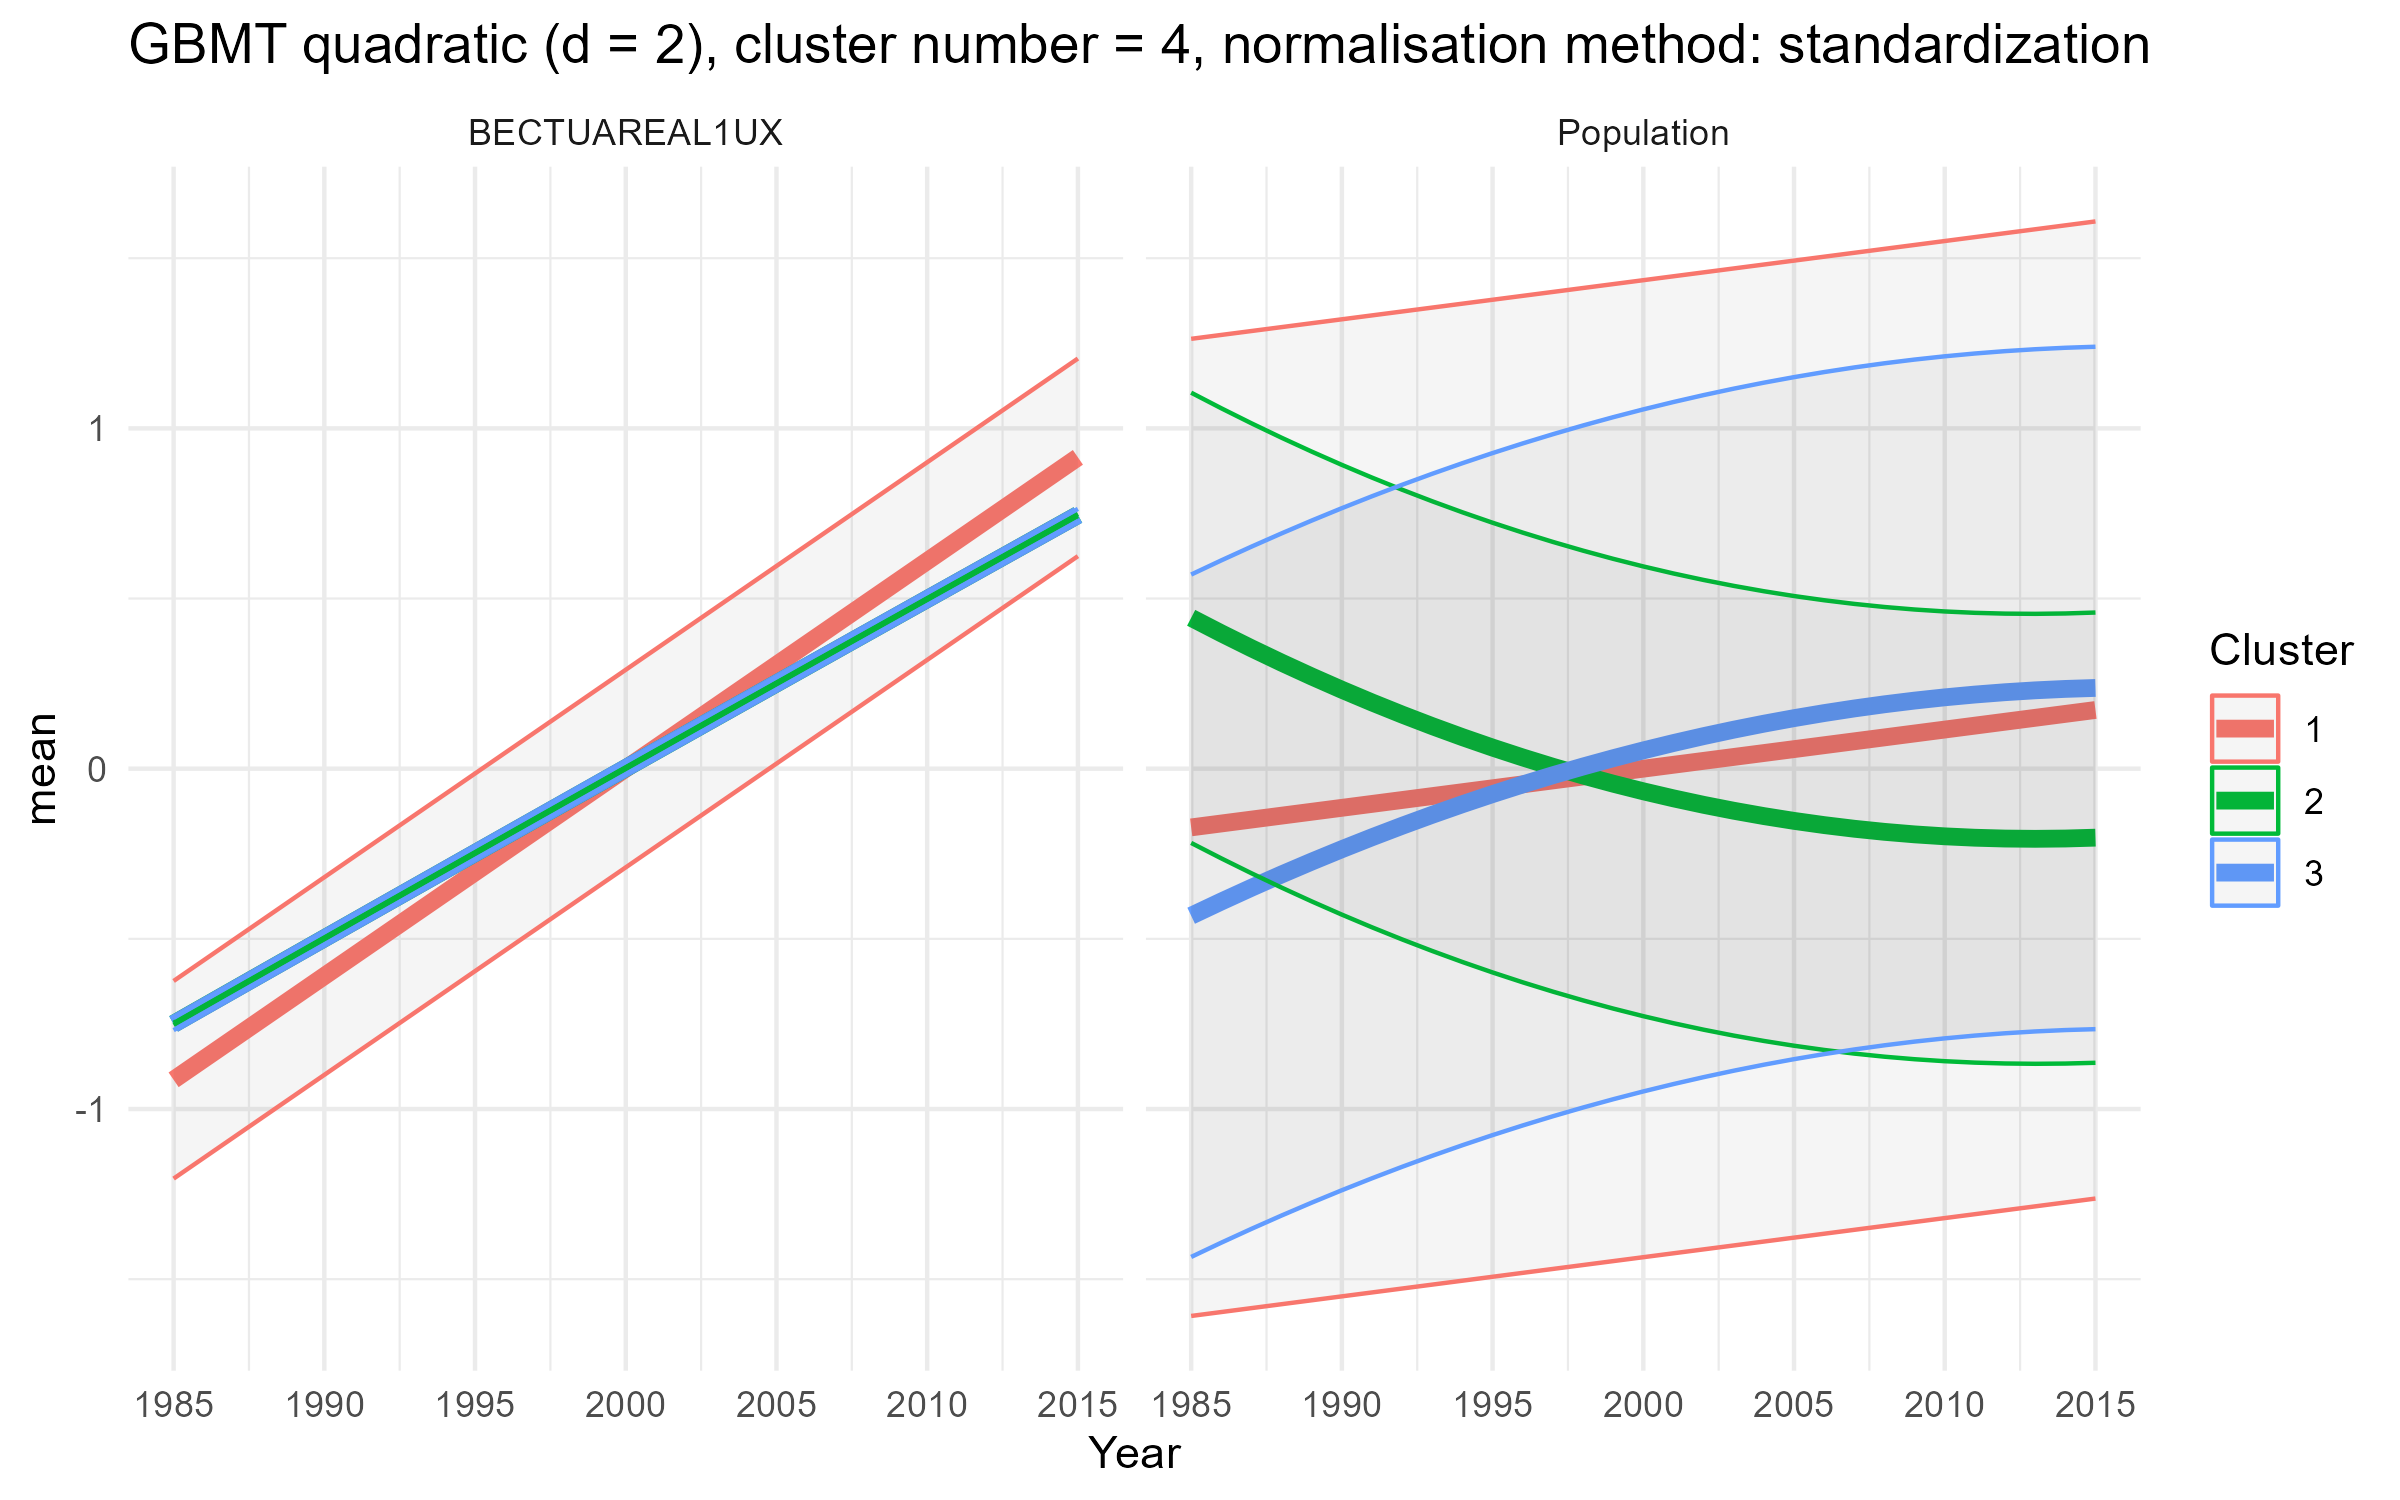 GBMT quadratic (d = 2), cluster number = 4, normalisation method: standardization
BECTUAREAL1UX
Population
mean
1
0
-1
1985 1990 1995 2000 2005 2010 2015
1985 1990 1995 2000 2005 2010 2015
Year
Cluster
1
2
3